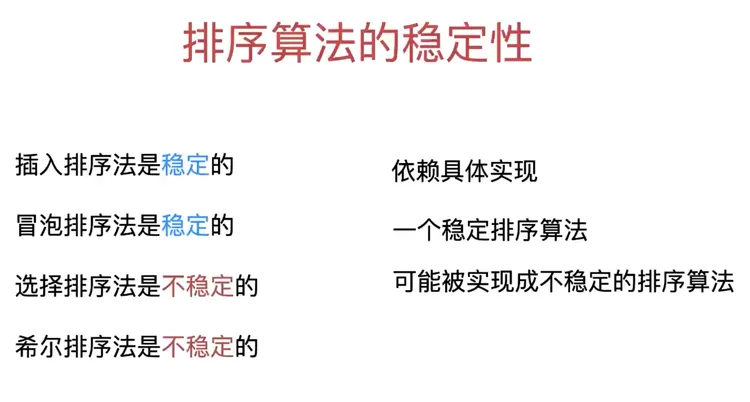 排序算法的稳定性
插入排序法是稳定的
冒泡排序法是稳定的
选择排序法是不稳定的
希尔排序法是不稳定的
依赖具体实现
一个稳定排序算法
可能被实现成不稳定的排序算法